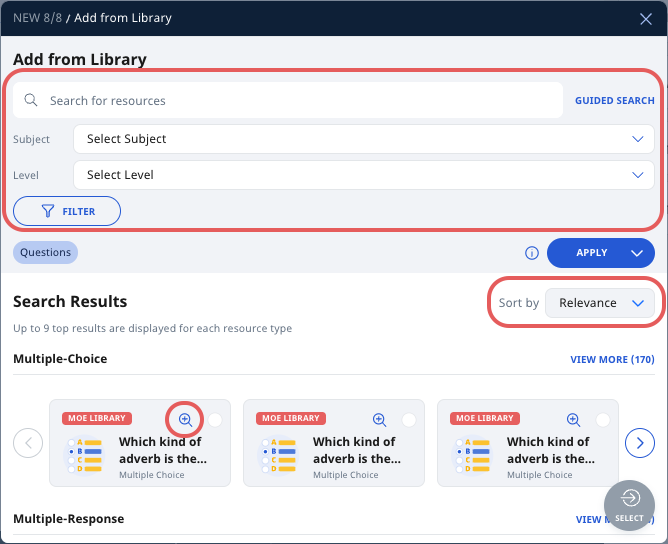 NEW 8/8 / Add from Library
Add from Library
Search for resources
GUIDED SEARCH
Subject
Select Subject
Level
Select Level
FILTER
Questions
APPLY
Search Results
Sort by
Relevance
Up to 9 top results are displayed for each resource type
Multiple-Choice
VIEW MORE (170)
MOE LIBRARY
A
B
C
D
Which kind of
adverb is the...
Multiple Choice
MOE LIBRARY
A
B
C
D
Which kind of
adverb is the...
Multiple Choice
MOE LIBRARY
A
B
C
D
Which kind of
adverb is the...
Multiple Choice
SELECT
Multiple-Response
VIEW